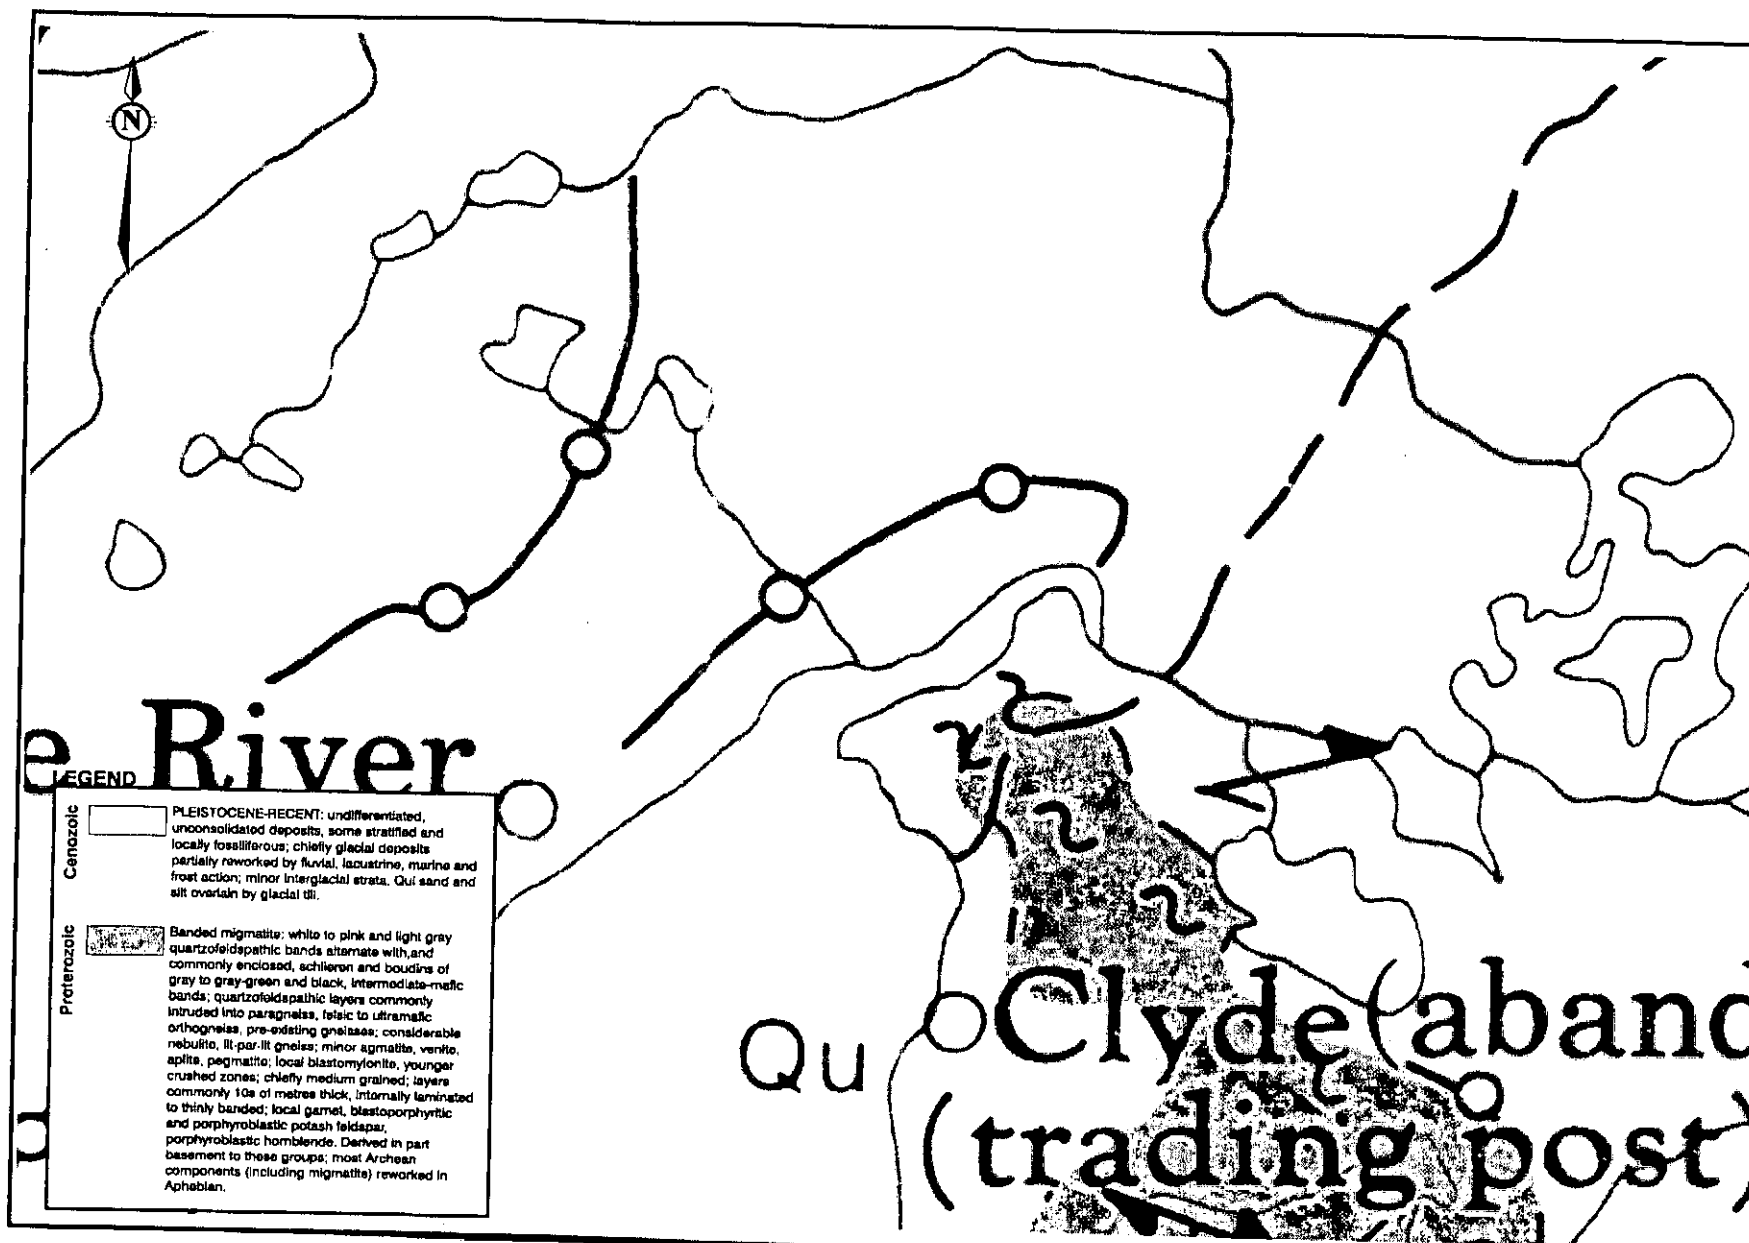 N
e River
LEGEND
Cenozoic
PLEISTOCENE-RECENT: undifferentiated,
unconsolidated deposits, some stratified and
locally fossiliferous; chiefly glacial deposits
partially reworked by fluvial, lacustrine, marine and
frost action; minor interglacial strata. Qui sand and
silt overlain by glacial till.
Proterozoic
Banded migmatite: white to pink and light gray
quartzofeldspathic bands alternate with,and
commonly enclosed, schlieren and boudins of
gray to gray-green and black, intermediate-mafic
bands; quartzofeldspathic layers commonly
intruded into paragneiss, felsic to ultramafic
orthogneiss, pre-existing gneisses; considerable
nebulite, lit-par-lit gneiss; minor agmatite, venite,
aplite, pegmatite; local blastomylonite, younger
crushed zones; chiefly medium grained; layers
commonly 10s of metres thick, internally laminated
to thinly banded; local garnet, blastoporphyritic
and porphyroblastic potash feldspar,
porphyroblastic hornblende. Derived in part
basement to these groups; most Archean
components (including migmatite) reworked in
Aphebian.
Qu
Clyde (aband
(trading post)